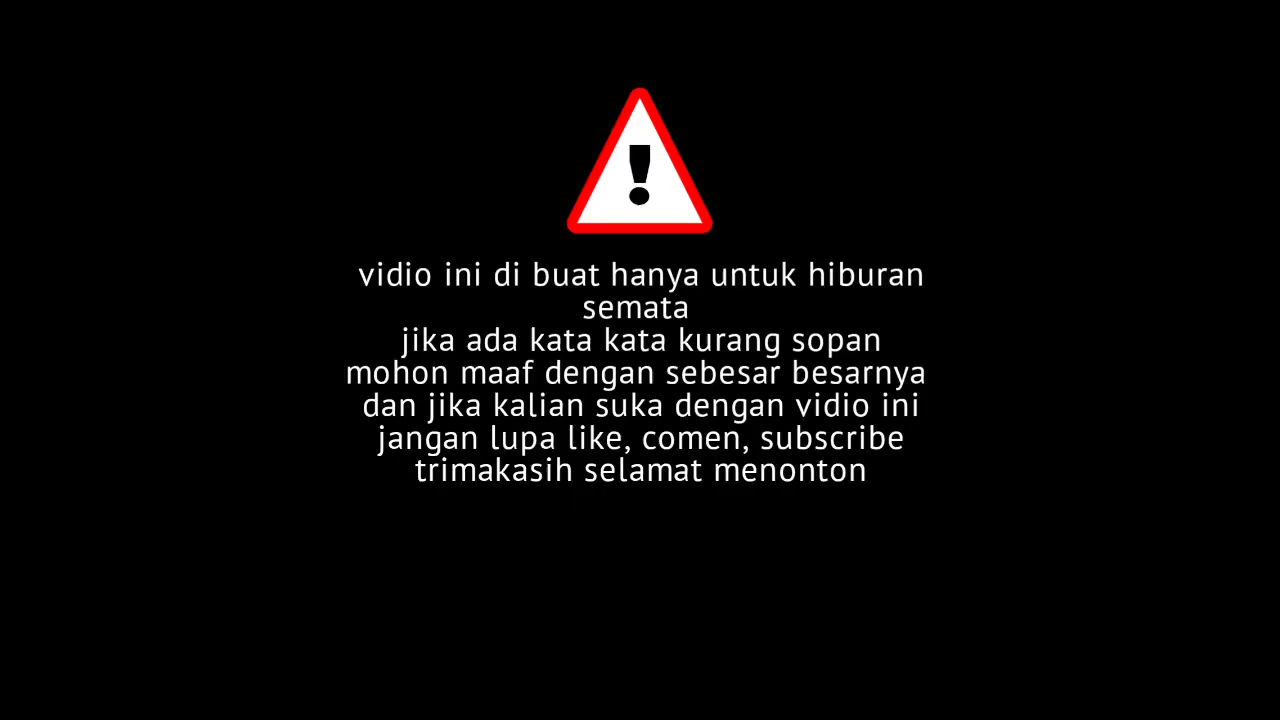 vidio ini di buat hanya untuk hiburan
semata
jika ada kata kata kurang sopan
mohon maaf dengan sebesar besarnya
dan jika kalian suka dengan vidio ini
jangan lupa like, comen, subscribe
trimakasih selamat menonton